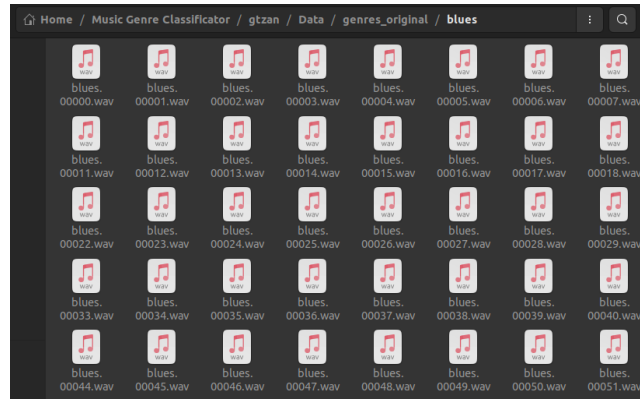 Home / Music Genre Classificator / gtzan / Data / genres_original / blues
wav wav wav wav wav wav wav wav
blues. blues. blues. blues. blues. blues. blues. blues.
00000.wav 00001.wav 00002.wav 00003.wav 00004.wav 00005.wav 00006.wav 00007.wav
wav wav wav wav wav wav wav wav
blues. blues. blues. blues. blues. blues. blues. blues.
00011.wav 00012.wav 00013.wav 00014.wav 00015.wav 00016.wav 00017.wav 00018.wav
wav wav wav wav wav wav wav wav
blues. blues. blues. blues. blues. blues. blues. blues.
00022.wav 00023.wav 00024.wav 00025.wav 00026.wav 00027.wav 00028.wav 00029.wav
wav wav wav wav wav wav wav wav
blues. blues. blues. blues. blues. blues. blues. blues.
00033.wav 00034.wav 00035.wav 00036.wav 00037.wav 00038.wav 00039.wav 00040.wav
wav wav wav wav wav wav wav wav
blues. blues. blues. blues. blues. blues. blues. blues.
00044.wav 00045.wav 00046.wav 00047.wav 00048.wav 00049.wav 00050.wav 00051.wav